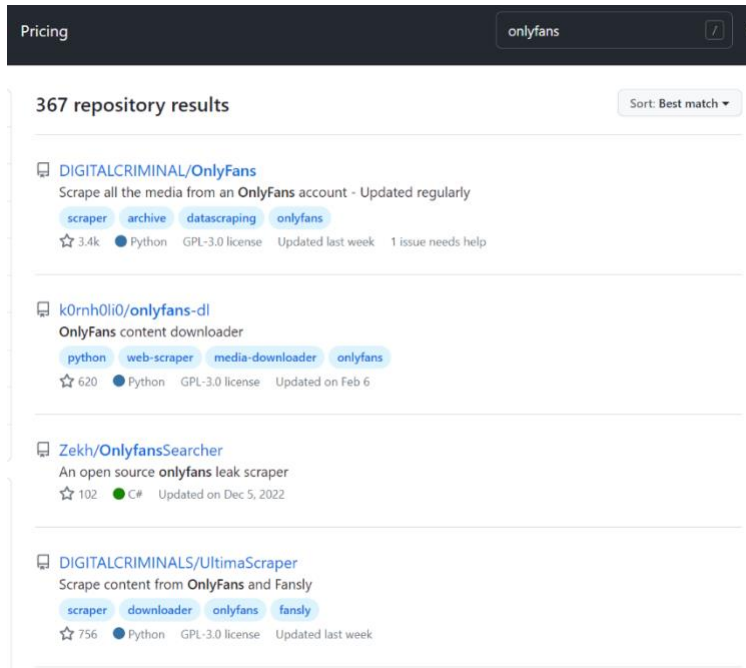 Pricing
onlyfans /
367 repository results
Sort: Best match
DIGITALCRIMINAL/OnlyFans
Scrape all the media from an OnlyFans account - Updated regularly
scraper archive datascraping onlyfans
3.4k Python GPL-3.0 license Updated last week 1 issue needs help
k0rnh0li0/onlyfans-dl
OnlyFans content downloader
python web-scraper media-downloader onlyfans
620 Python GPL-3.0 license Updated on Feb 6
Zekh/OnlyfansSearcher
An open source onlyfans leak scraper
102 C# Updated on Dec 5, 2022
DIGITALCRIMINALS/UltimaScraper
Scrape content from OnlyFans and Fansly
scraper downloader onlyfans fansly
756 Python GPL-3.0 license Updated last week